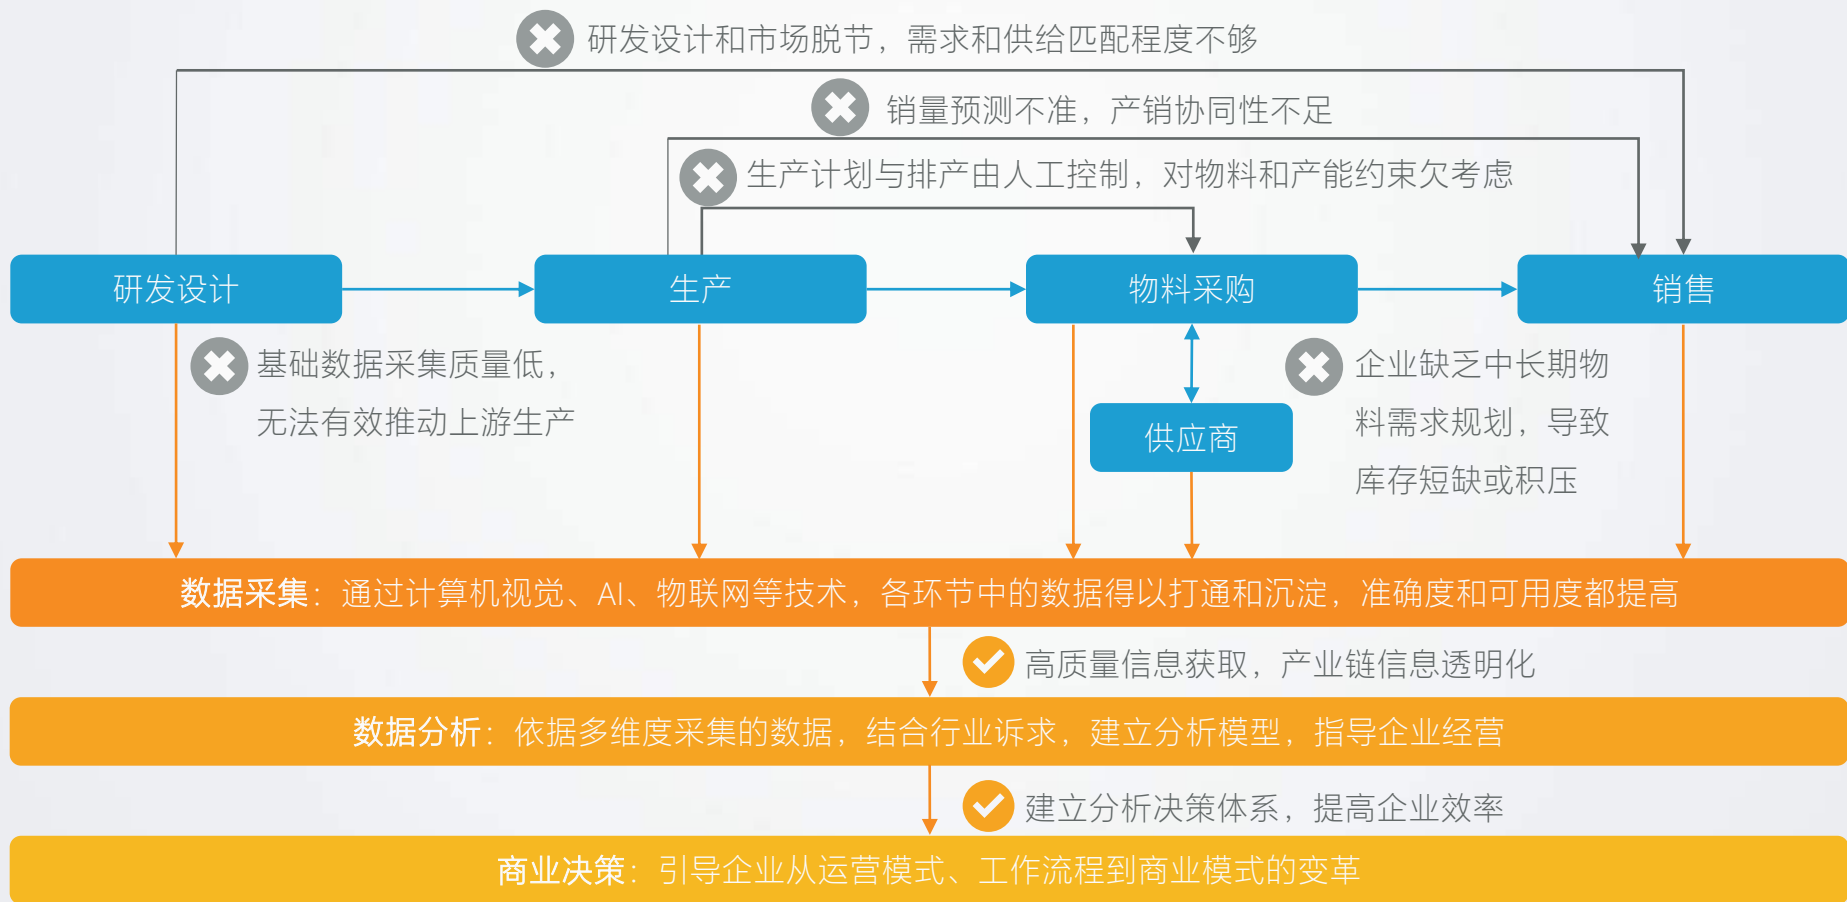 研发设计和市场脱节，需求和供给匹配程度不够
销量预测不准，产销协同性不足
生产计划与排产由人工控制，对物料和产能约束欠考虑
研发设计
生产
物料采购
销售
基础数据采集质量低，
无法有效推动上游生产
供应商
企业缺乏中长期物
料需求规划，导致
库存短缺或积压
数据采集：通过计算机视觉、AI、物联网等技术，各环节中的数据得以打通和沉淀，准确度和可用度都提高
高质量信息获取，产业链信息透明化
数据分析：依据多维度采集的数据，结合行业诉求，建立分析模型，指导企业经营
建立分析决策体系，提高企业效率
商业决策：引导企业从运营模式、工作流程到商业模式的变革